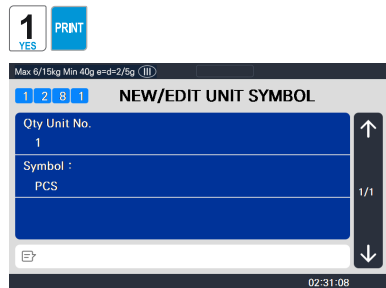 1
YES
PRINT
Max 6/15kg Min 40g e=d=2/5g III
1 2 8 1 NEW/EDIT UNIT SYMBOL
Qty Unit No.
1
Symbol :
PCS
1/1
02:31:08